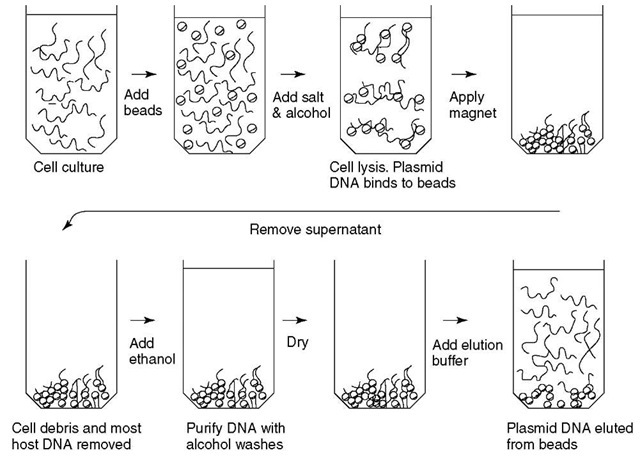 Add
beads
Add salt
& alcohol
Apply
magnet
Cell culture
Cell lysis. Plasmid
DNA binds to beads
Remove supernatant
Add
ethanol
Dry
Add elution
buffer
Cell debris and most
host DNA removed
Purify DNA with
alcohol washes
Plasmid DNA eluted
from beads